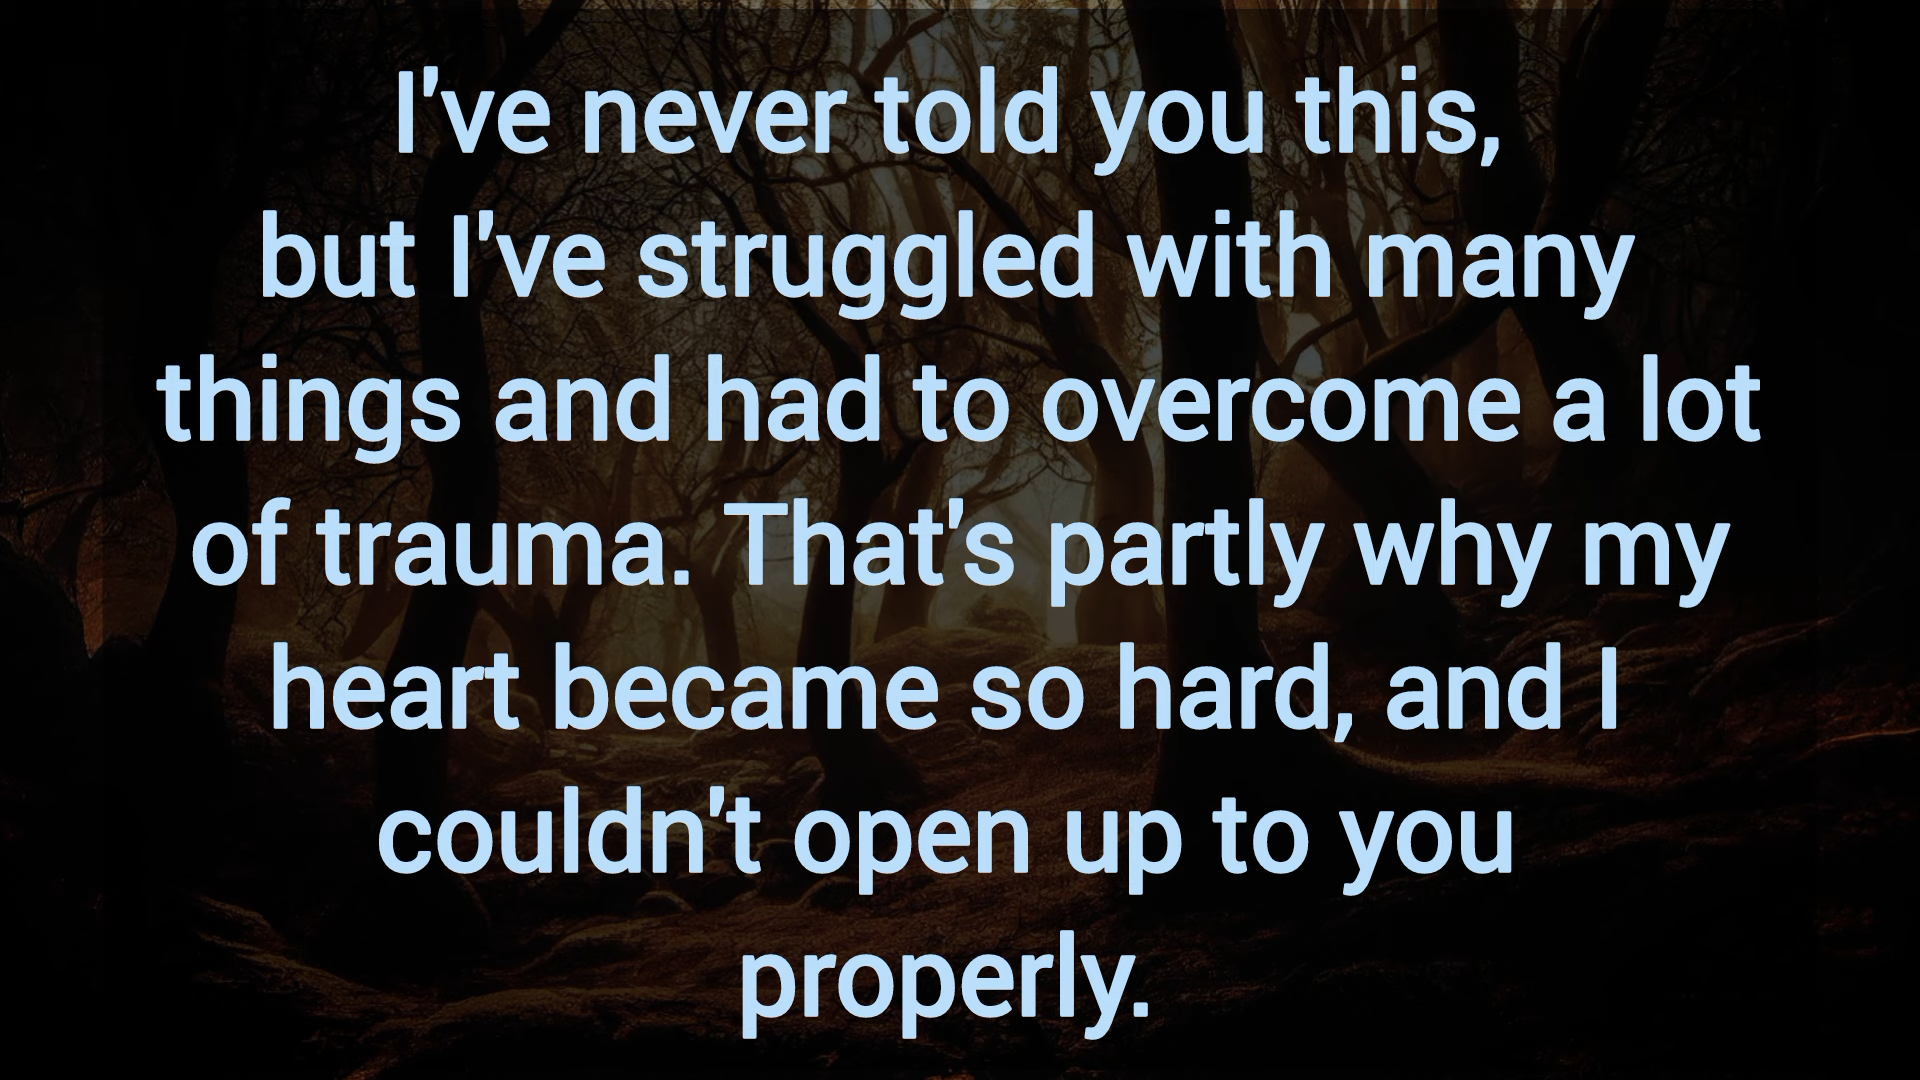 I've never told you this,
but I've struggled with many
things and had to overcome a lot
of trauma. That's partly why my
heart became so hard, and I
couldn't open up to you
properly.